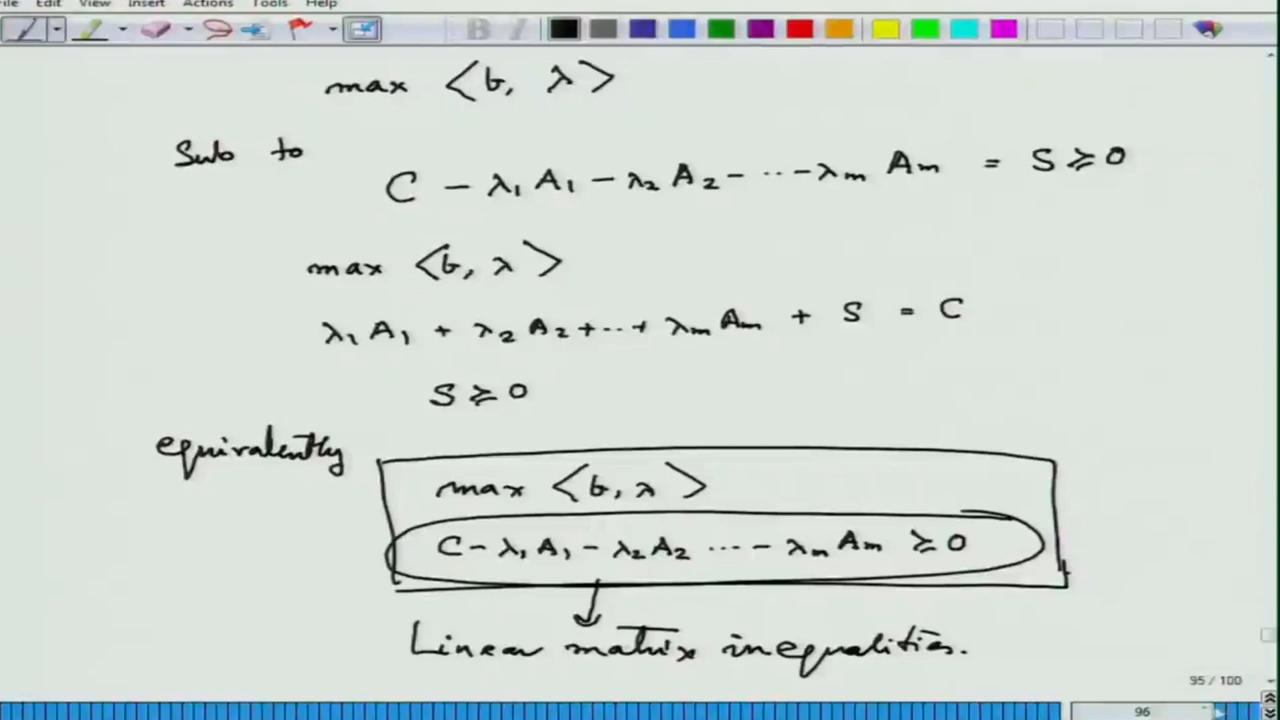 File Edit View Insert Actions Tools Help
max <b, λ>
Sub to
C - λ₁ A₁ - λ₂ A₂ - ... - λₘ Aₘ = S ≽ 0
max <b, λ>
λ₁ A₁ + λ₂ A₂ + ... + λₘ Aₘ + S = C
S ≽ 0
equivalently
max <b, λ>
C - λ₁ A₁ - λ₂ A₂ ... - λₘ Aₘ ≽ 0
Linear matrix inequalities.
95 / 100
96